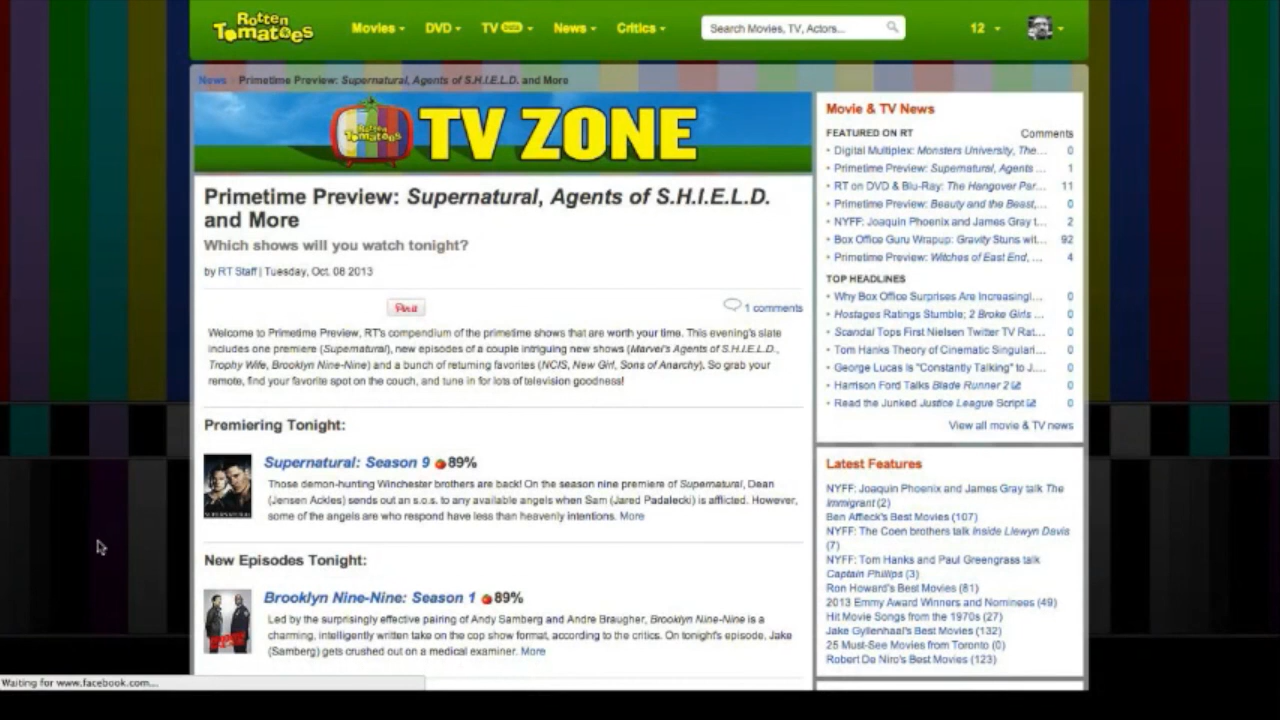 Rotten Tomatoes
Movies DVD TV beta News Critics Search Movies, TV, Actors... 12
News Primetime Preview: Supernatural, Agents of S.H.I.E.L.D. and More
Rotten Tomatoes TV ZONE
Primetime Preview: Supernatural, Agents of S.H.I.E.L.D.
and More
Which shows will you watch tonight?
by RT Staff | Tuesday, Oct. 08 2013
Pin it
1 comments
Welcome to Primetime Preview, RT's compendium of the primetime shows that are worth your time. This evening's slate
includes one premiere (Supernatural), new episodes of a couple intriguing new shows (Marvel's Agents of S.H.I.E.L.D.,
Trophy Wife, Brooklyn Nine-Nine) and a bunch of returning favorites (NCIS, New Girl, Sons of Anarchy). So grab your
remote, find your favorite spot on the couch, and tune in for lots of television goodness!
Premiering Tonight:
Supernatural: Season 9 89%
Those demon-hunting Winchester brothers are back! On the season nine premiere of Supernatural, Dean
(Jensen Ackles) sends out an s.o.s. to any available angels when Sam (Jared Padalecki) is afflicted. However,
some of the angels are who respond have less than heavenly intentions. More
New Episodes Tonight:
Brooklyn Nine-Nine: Season 1 89%
Led by the surprisingly effective pairing of Andy Samberg and Andre Braugher, Brooklyn Nine-Nine is a
charming, intelligently written take on the cop show format, according to the critics. On tonight's episode, Jake
(Samberg) gets crushed out on a medical examiner. More
Movie & TV News
FEATURED ON RT Comments
Digital Multiplex: Monsters University, The... 0
Primetime Preview: Supernatural, Agents ... 1
RT on DVD & Blu-Ray: The Hangover Par... 11
Primetime Preview: Beauty and the Beast,... 0
NYFF: Joaquin Phoenix and James Gray t... 2
Box Office Guru Wrapup: Gravity Stuns wit... 92
Primetime Preview: Witches of East End, ... 4
TOP HEADLINES
Why Box Office Surprises Are Increasingl... 0
Hostages Ratings Stumble; 2 Broke Girls ... 0
Scandal Tops First Nielsen Twitter TV Rat... 0
Tom Hanks Theory of Cinematic Singulari... 0
George Lucas Is "Constantly Talking" to J.... 0
Harrison Ford Talks Blade Runner 2 0
Read the Junked Justice League Script 0
View all movie & TV news
Latest Features
NYFF: Joaquin Phoenix and James Gray talk The
Immigrant (2)
Ben Affleck's Best Movies (107)
NYFF: The Coen brothers talk Inside Llewyn Davis
(7)
NYFF: Tom Hanks and Paul Greengrass talk
Captain Phillips (3)
Ron Howard's Best Movies (81)
2013 Emmy Award Winners and Nominees (49)
Hit Movie Songs from the 1970s (27)
Jake Gyllenhaal's Best Movies (132)
25 Must-See Movies from Toronto (0)
Robert De Niro's Best Movies (123)
Waiting for www.facebook.com...